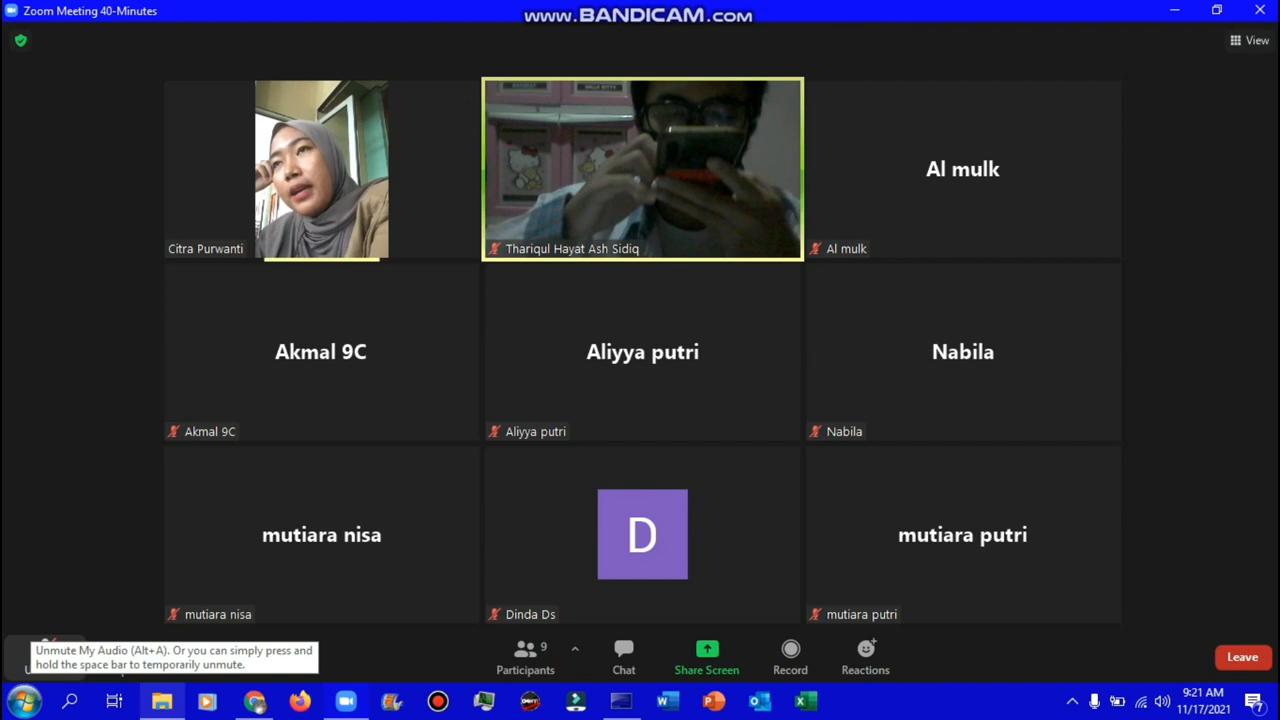 Zoom Meeting 40-Minutes
www.BANDICAM.com
View
Citra Purwanti
Thariqul Hayat Ash Sidiq
Al mulk
Al mulk
Akmal 9C
Akmal 9C
Aliyya putri
Aliyya putri
Nabila
Nabila
mutiara nisa
mutiara nisa
D
Dinda Ds
mutiara putri
mutiara putri
Unmute My Audio (Alt+A). Or you can simply press and
hold the space bar to temporarily unmute.
9
Participants
Chat
Share Screen
Record
Reactions
Leave
9:21 AM
11/17/2021
7